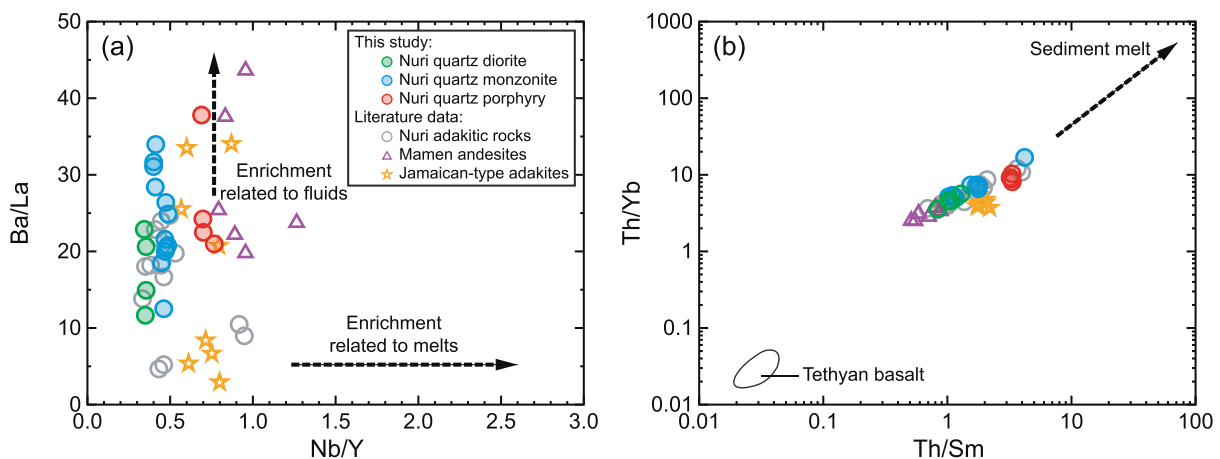 (a)
50
40
30
20
10
0
Ba/La
This study:
Nuri quartz diorite
Nuri quartz monzonite
Nuri quartz porphyry
Literature data:
Nuri adakitic rocks
Mamen andesites
Jamaican-type adakites
Enrichment
related to fluids
Enrichment
related to melts
0.0 0.5 1.0 1.5 2.0 2.5 3.0
Nb/Y
(b)
1000
100
10
1
0.1
0.01
Th/Yb
Sediment melt
Tethyan basalt
0.01 0.1 1 10 100
Th/Sm